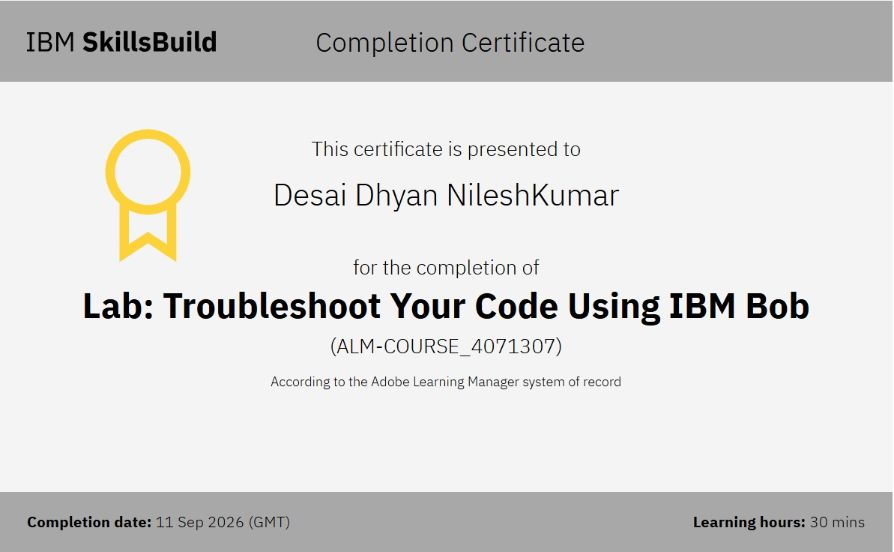 IBM SkillsBuild
Completion Certificate
This certificate is presented to
Desai Dhyan NileshKumar
for the completion of
Lab: Troubleshoot Your Code Using IBM Bob
(ALM-COURSE_4071307)
According to the Adobe Learning Manager system of record
Completion date: 11 Sep 2026 (GMT)
Learning hours: 30 mins